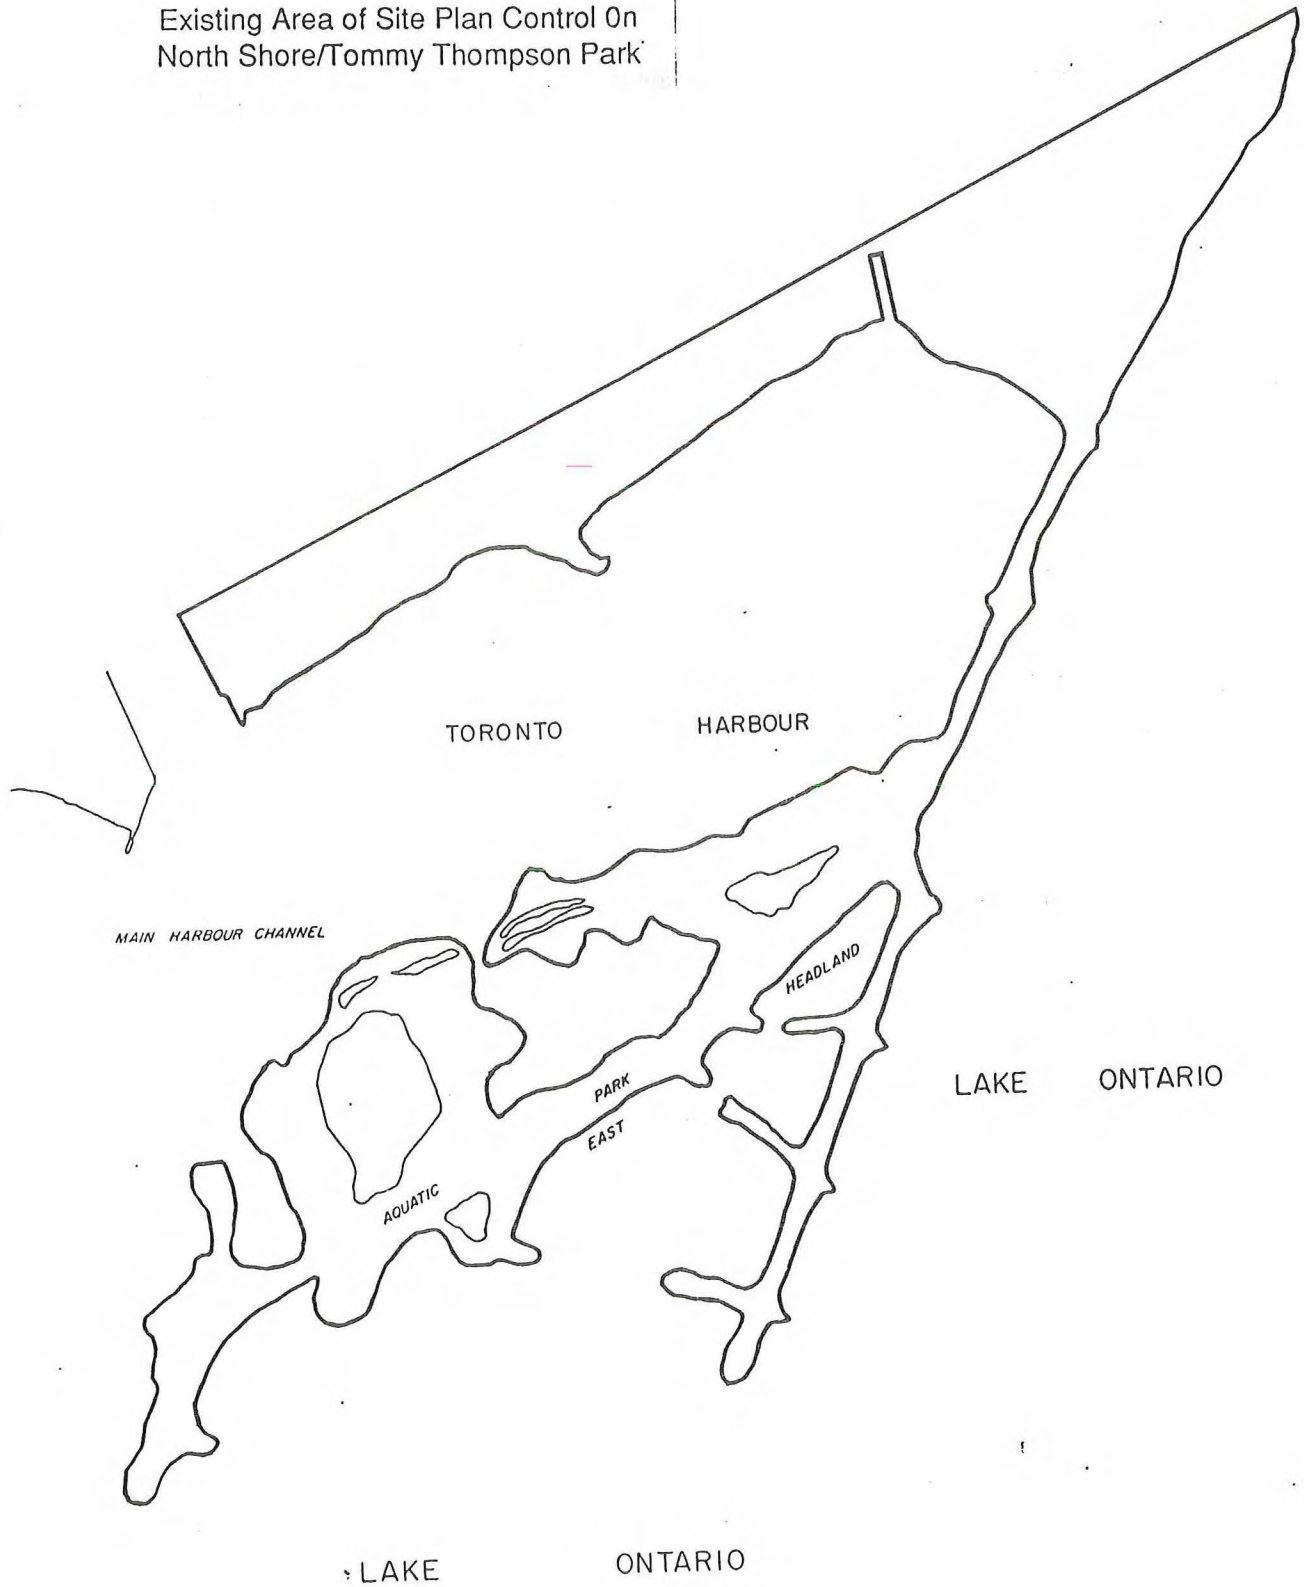 Existing Area of Site Plan Control On
North Shore/Tommy Thompson Park
TORONTO HARBOUR
MAIN HARBOUR CHANNEL
HEADLAND
LAKE ONTARIO
PARK
EAST
AQUATIC
LAKE ONTARIO